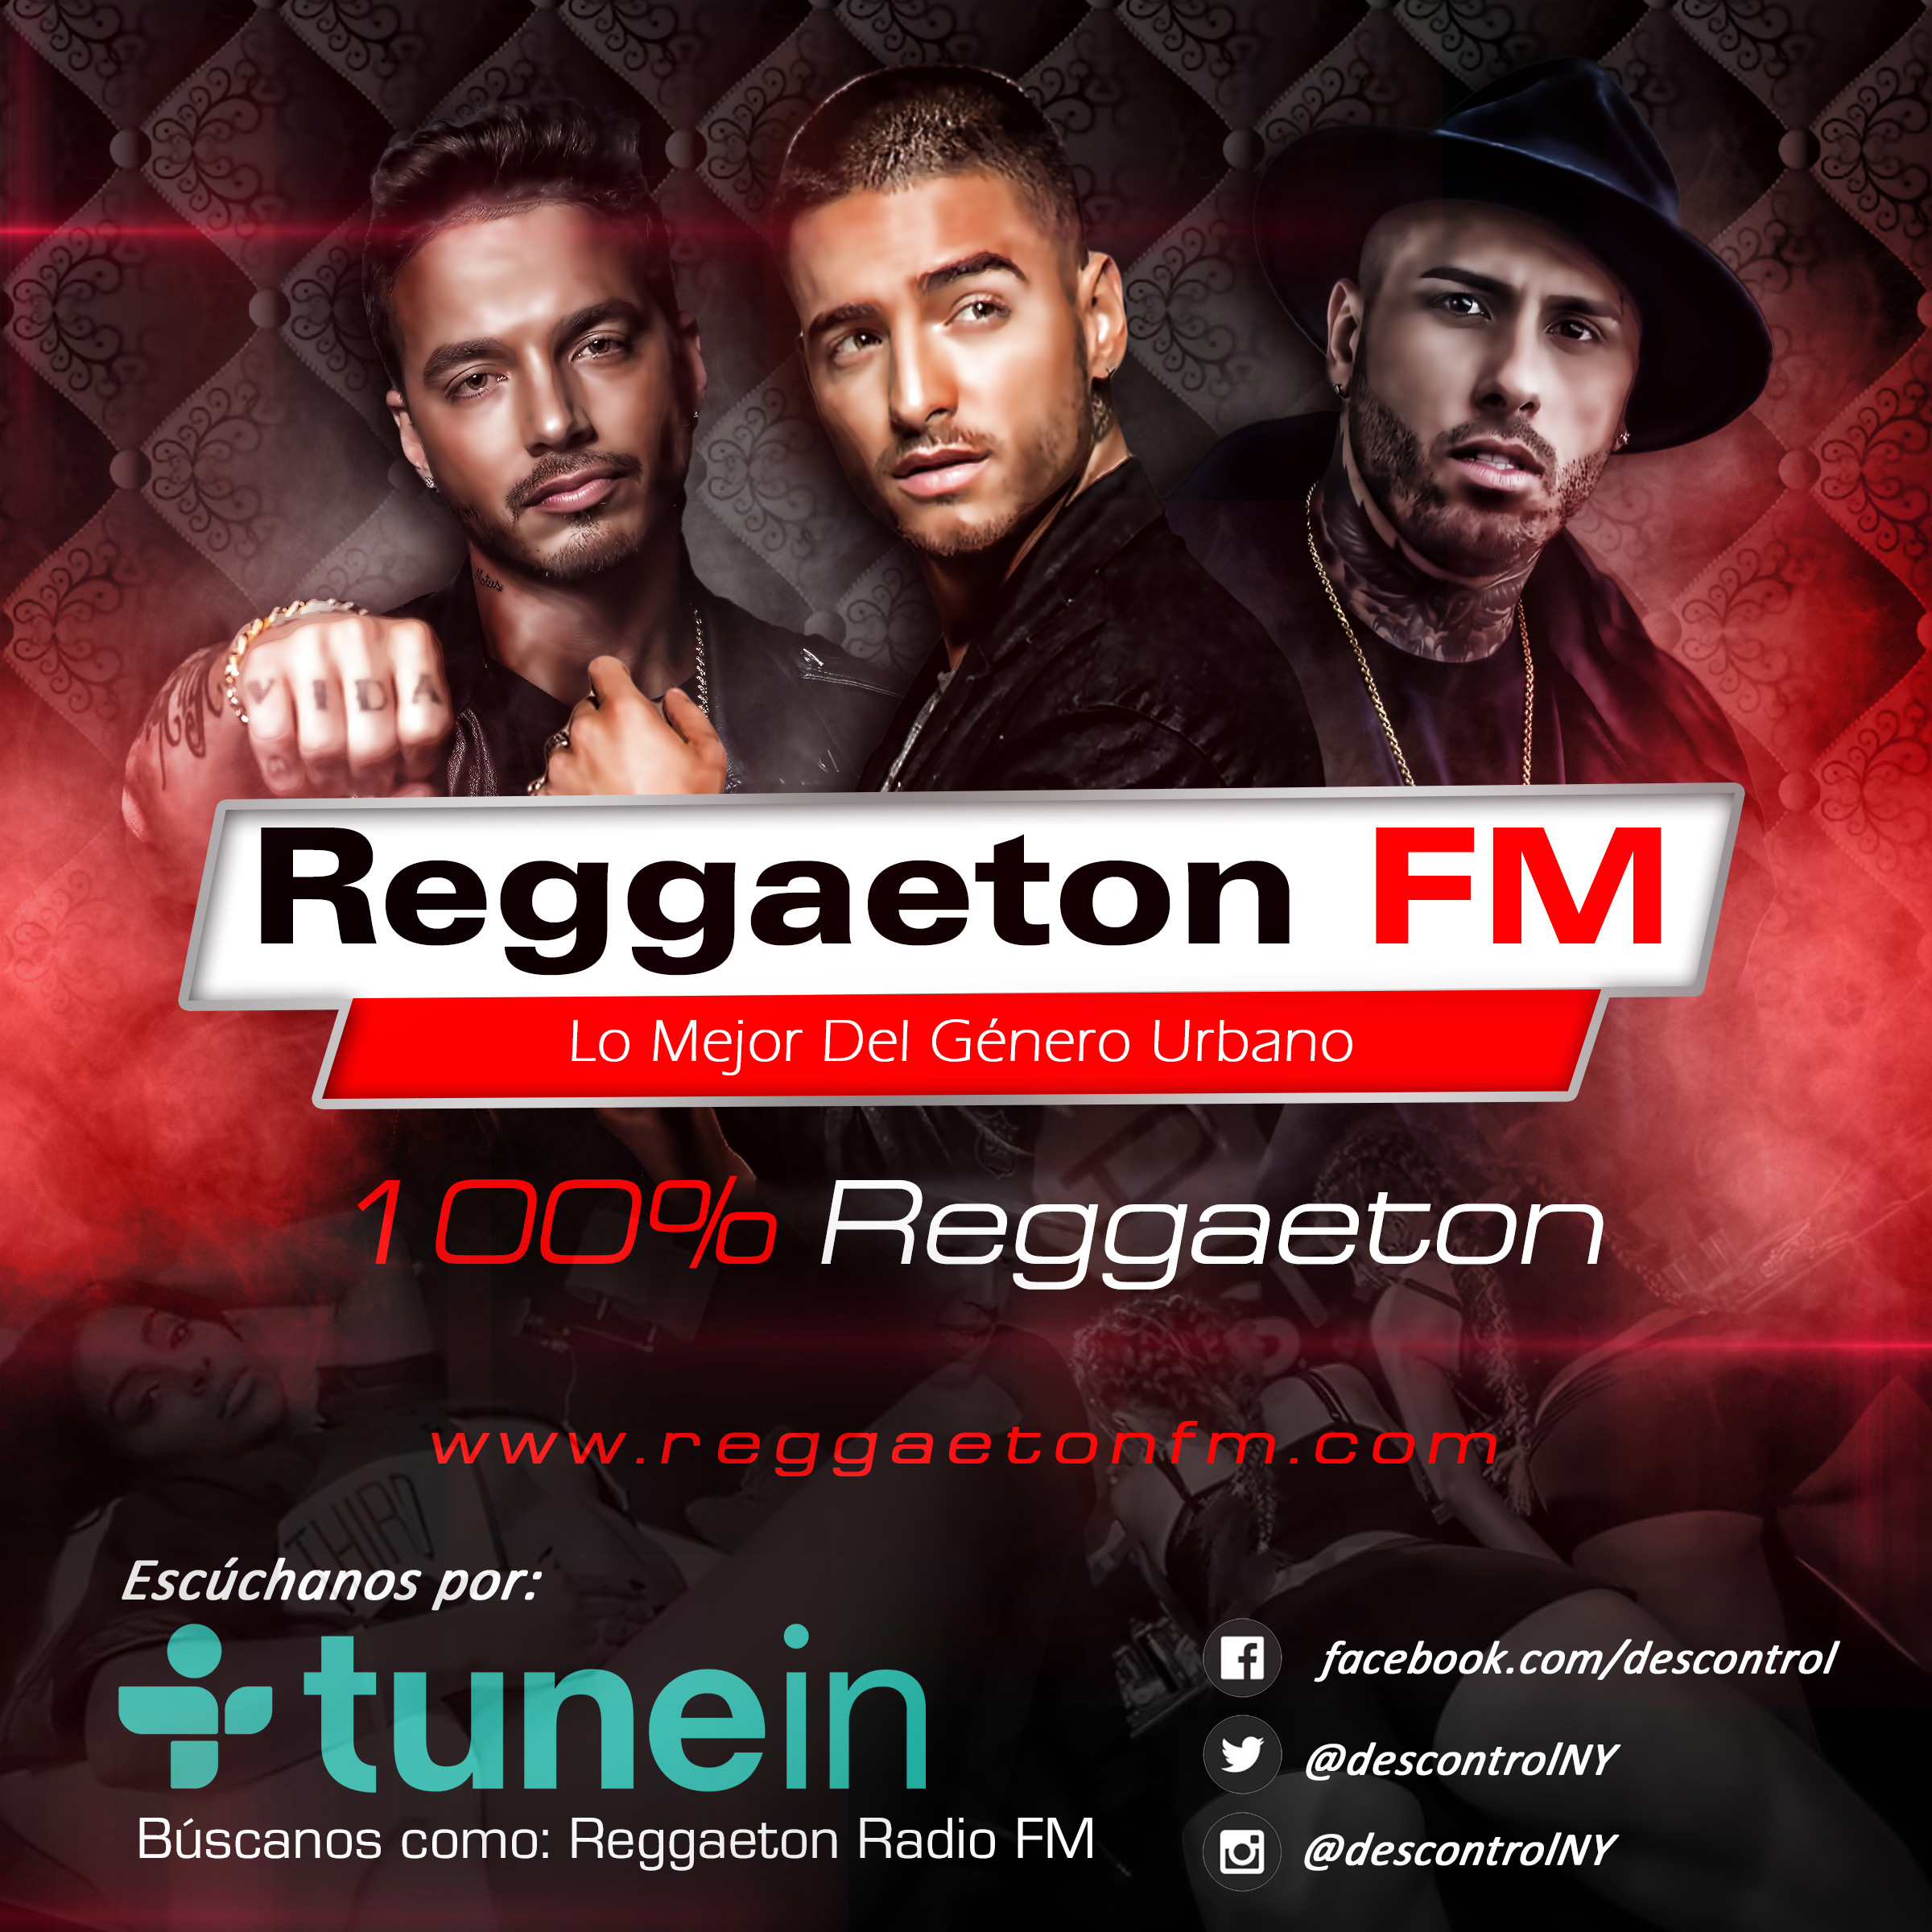 VIDA
Reggaeton FM
Lo Mejor Del Género Urbano
100% Reggaeton
www.reggaetonfm.com
THIRD
Escúchanos por:
tunein
Búscanos como: Reggaeton Radio FM
facebook.com/descontrol
@descontrolNY
@descontrolNY